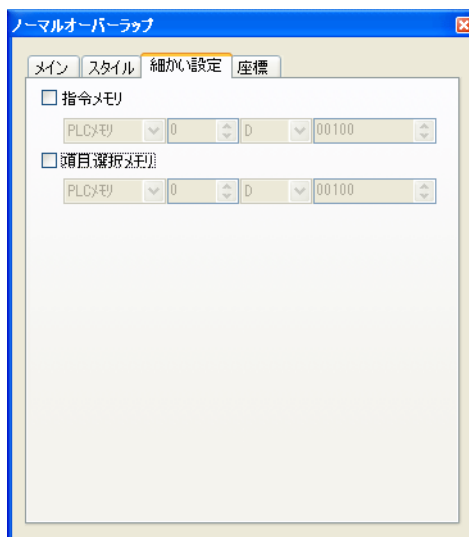 ノーマルオーバーラップ
メイン スタイル 細かい設定 座標
指令メモリ
PLCメモリ 0 D 00100
項目選択メモリ
PLCメモリ 0 D 00100